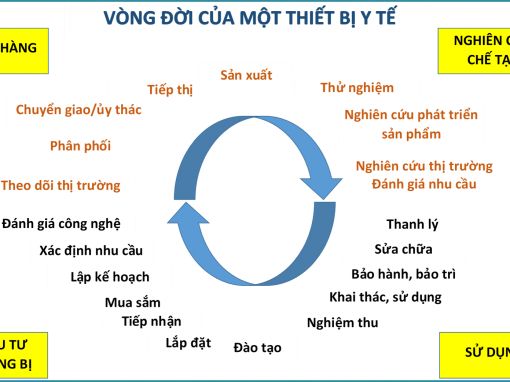 VÒNG ĐỜI CỦA MỘT THIẾT BỊ Y TẾ
HÀNG
NGHIÊN C
CHẾ TẠ
Sản xuất
Tiếp thị
Thử nghiệm
Chuyển giao/ủy thác
Nghiên cứu phát triển
sản phẩm
Phân phối
Nghiên cứu thị trường
Đánh giá nhu cầu
Theo dõi thị trường
Đánh giá công nghệ
Thanh lý
Xác định nhu cầu
Sửa chữa
Lập kế hoạch
Bảo hành, bảo trì
Mua sắm
Khai thác, sử dụng
Tiếp nhận
Nghiệm thu
Lắp đặt
Đào tạo
U TƯ
NG BỊ
SỬ DỤN